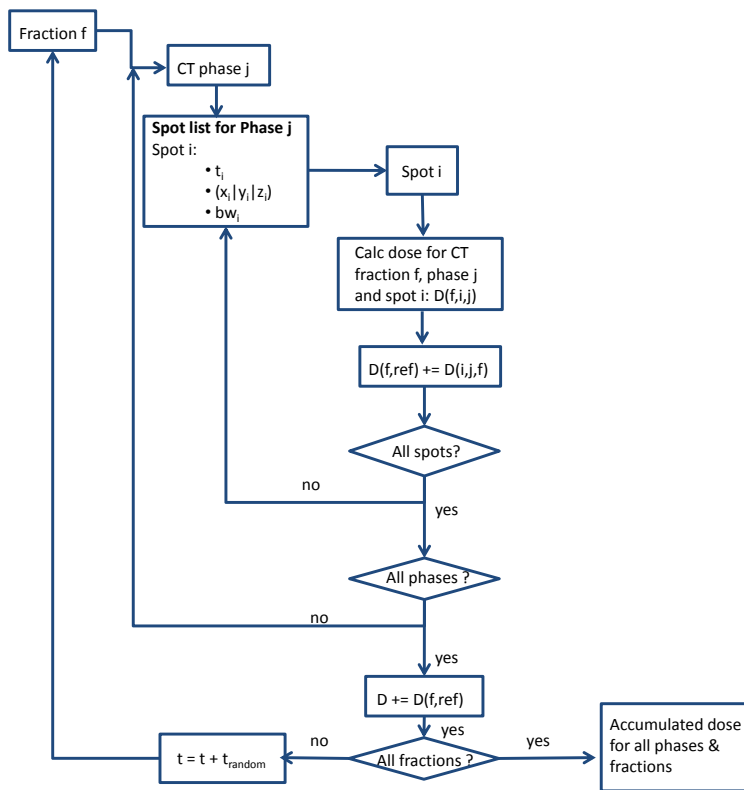 Fraction f
CT phase j
Spot list for Phase j
Spot i:
• tᵢ
• (xᵢ|yᵢ|zᵢ)
• bwᵢ
Spot i
Calc dose for CT
fraction f, phase j
and spot i: D(f,i,j)
D(f,ref) += D(i,j,f)
All spots?
no
yes
All phases ?
no
yes
D += D(f,ref)
yes
All fractions ?
no
yes
t = t + t_random
Accumulated dose
for all phases &
fractions